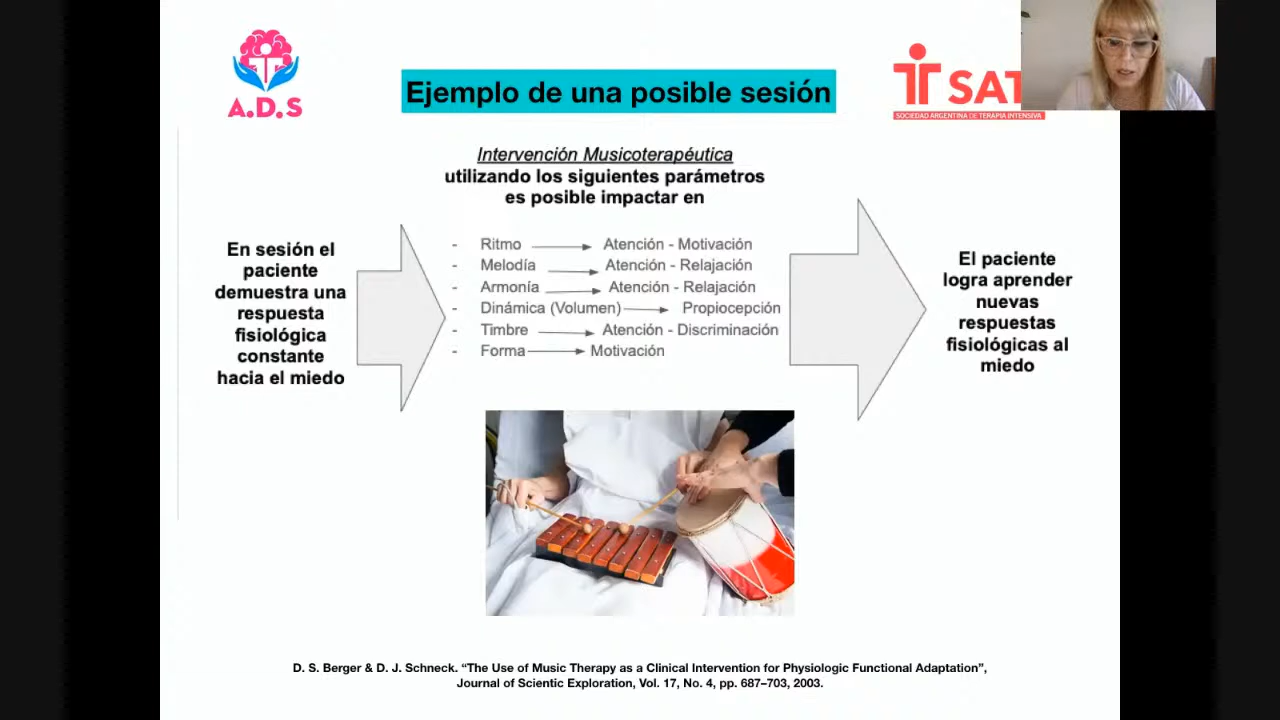 A.D.S
Ejemplo de una posible sesión
SAT
SOCIEDAD ARGENTINA DE TERAPIA INTENSIVA
Intervención Musicoterapéutica
utilizando los siguientes parámetros
es posible impactar en
En sesión el
paciente
demuestra una
respuesta
fisiológica
constante
hacia el miedo
- Ritmo Atención - Motivación
- Melodía Atención - Relajación
- Armonía Atención - Relajación
- Dinámica (Volumen) Propiocepción
- Timbre Atención - Discriminación
- Forma Motivación
El paciente
logra aprender
nuevas
respuestas
fisiológicas al
miedo
D. S. Berger & D. J. Schneck. “The Use of Music Therapy as a Clinical Intervention for Physiologic Functional Adaptation”,
Journal of Scientic Exploration, Vol. 17, No. 4, pp. 687–703, 2003.